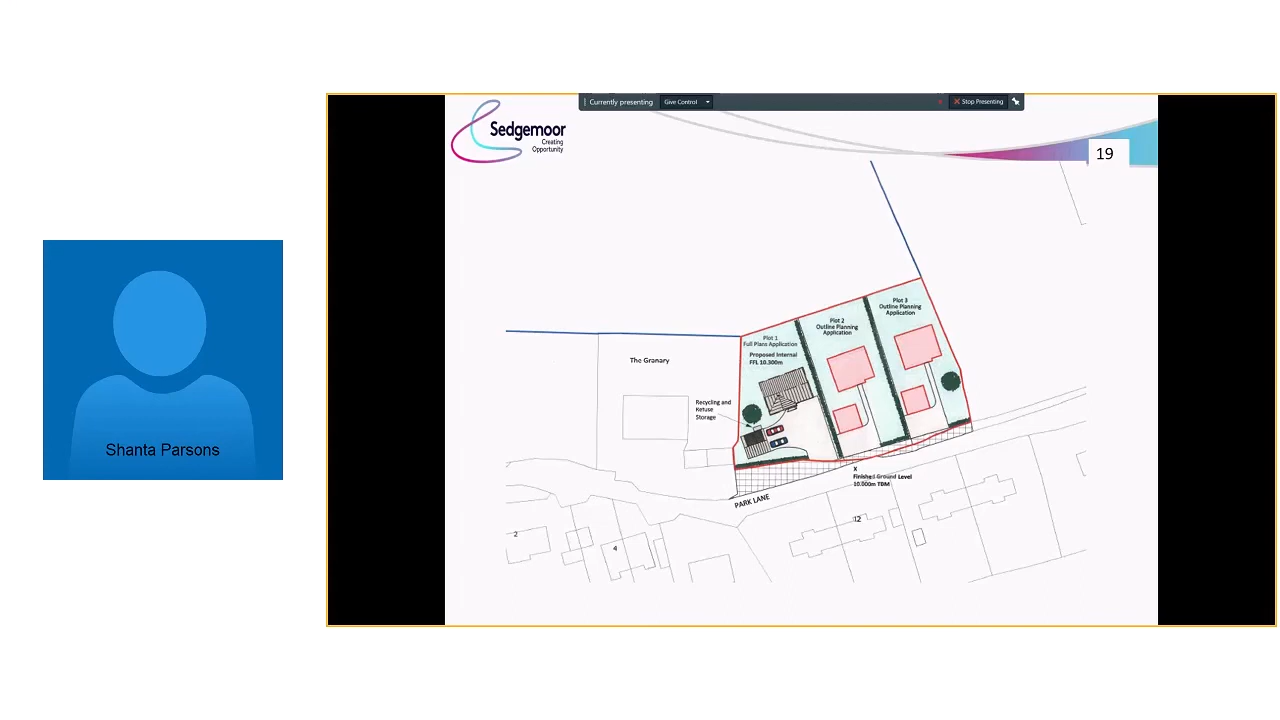 Currently presenting
Give Control
Stop Presenting
Sedgemoor
Creating
Opportunity
19
Plot 3
Outline Planning
Application
Plot 2
Outline Planning
Application
Plot 1
Full Plans Application
Proposed Internal
FFL 10.300m
The Granary
Recycling and
Refuse
Storage
Shanta Parsons
X
Finished Ground Level
10.000m TBM
PARK LANE
12
2
4